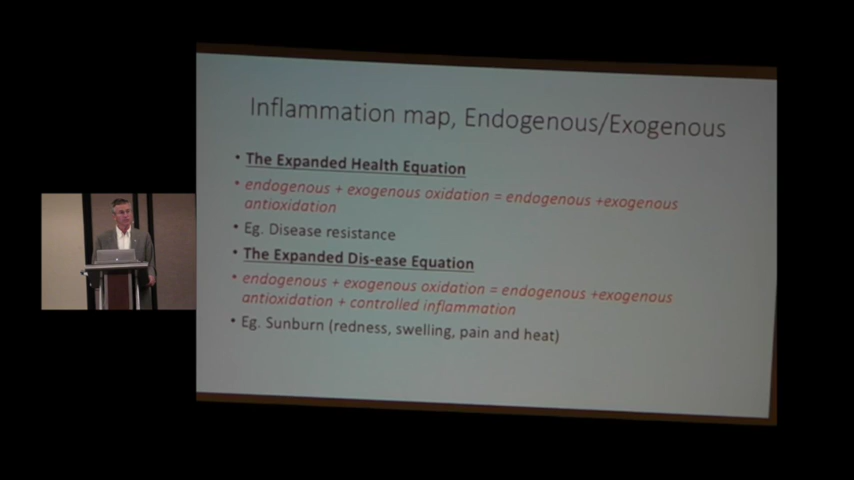 Inflammation map, Endogenous/Exogenous
• The Expanded Health Equation
• endogenous + exogenous oxidation = endogenous +exogenous
antioxidation
• Eg. Disease resistance
• The Expanded Dis-ease Equation
• endogenous + exogenous oxidation = endogenous +exogenous
antioxidation + controlled inflammation
• Eg. Sunburn (redness, swelling, pain and heat)